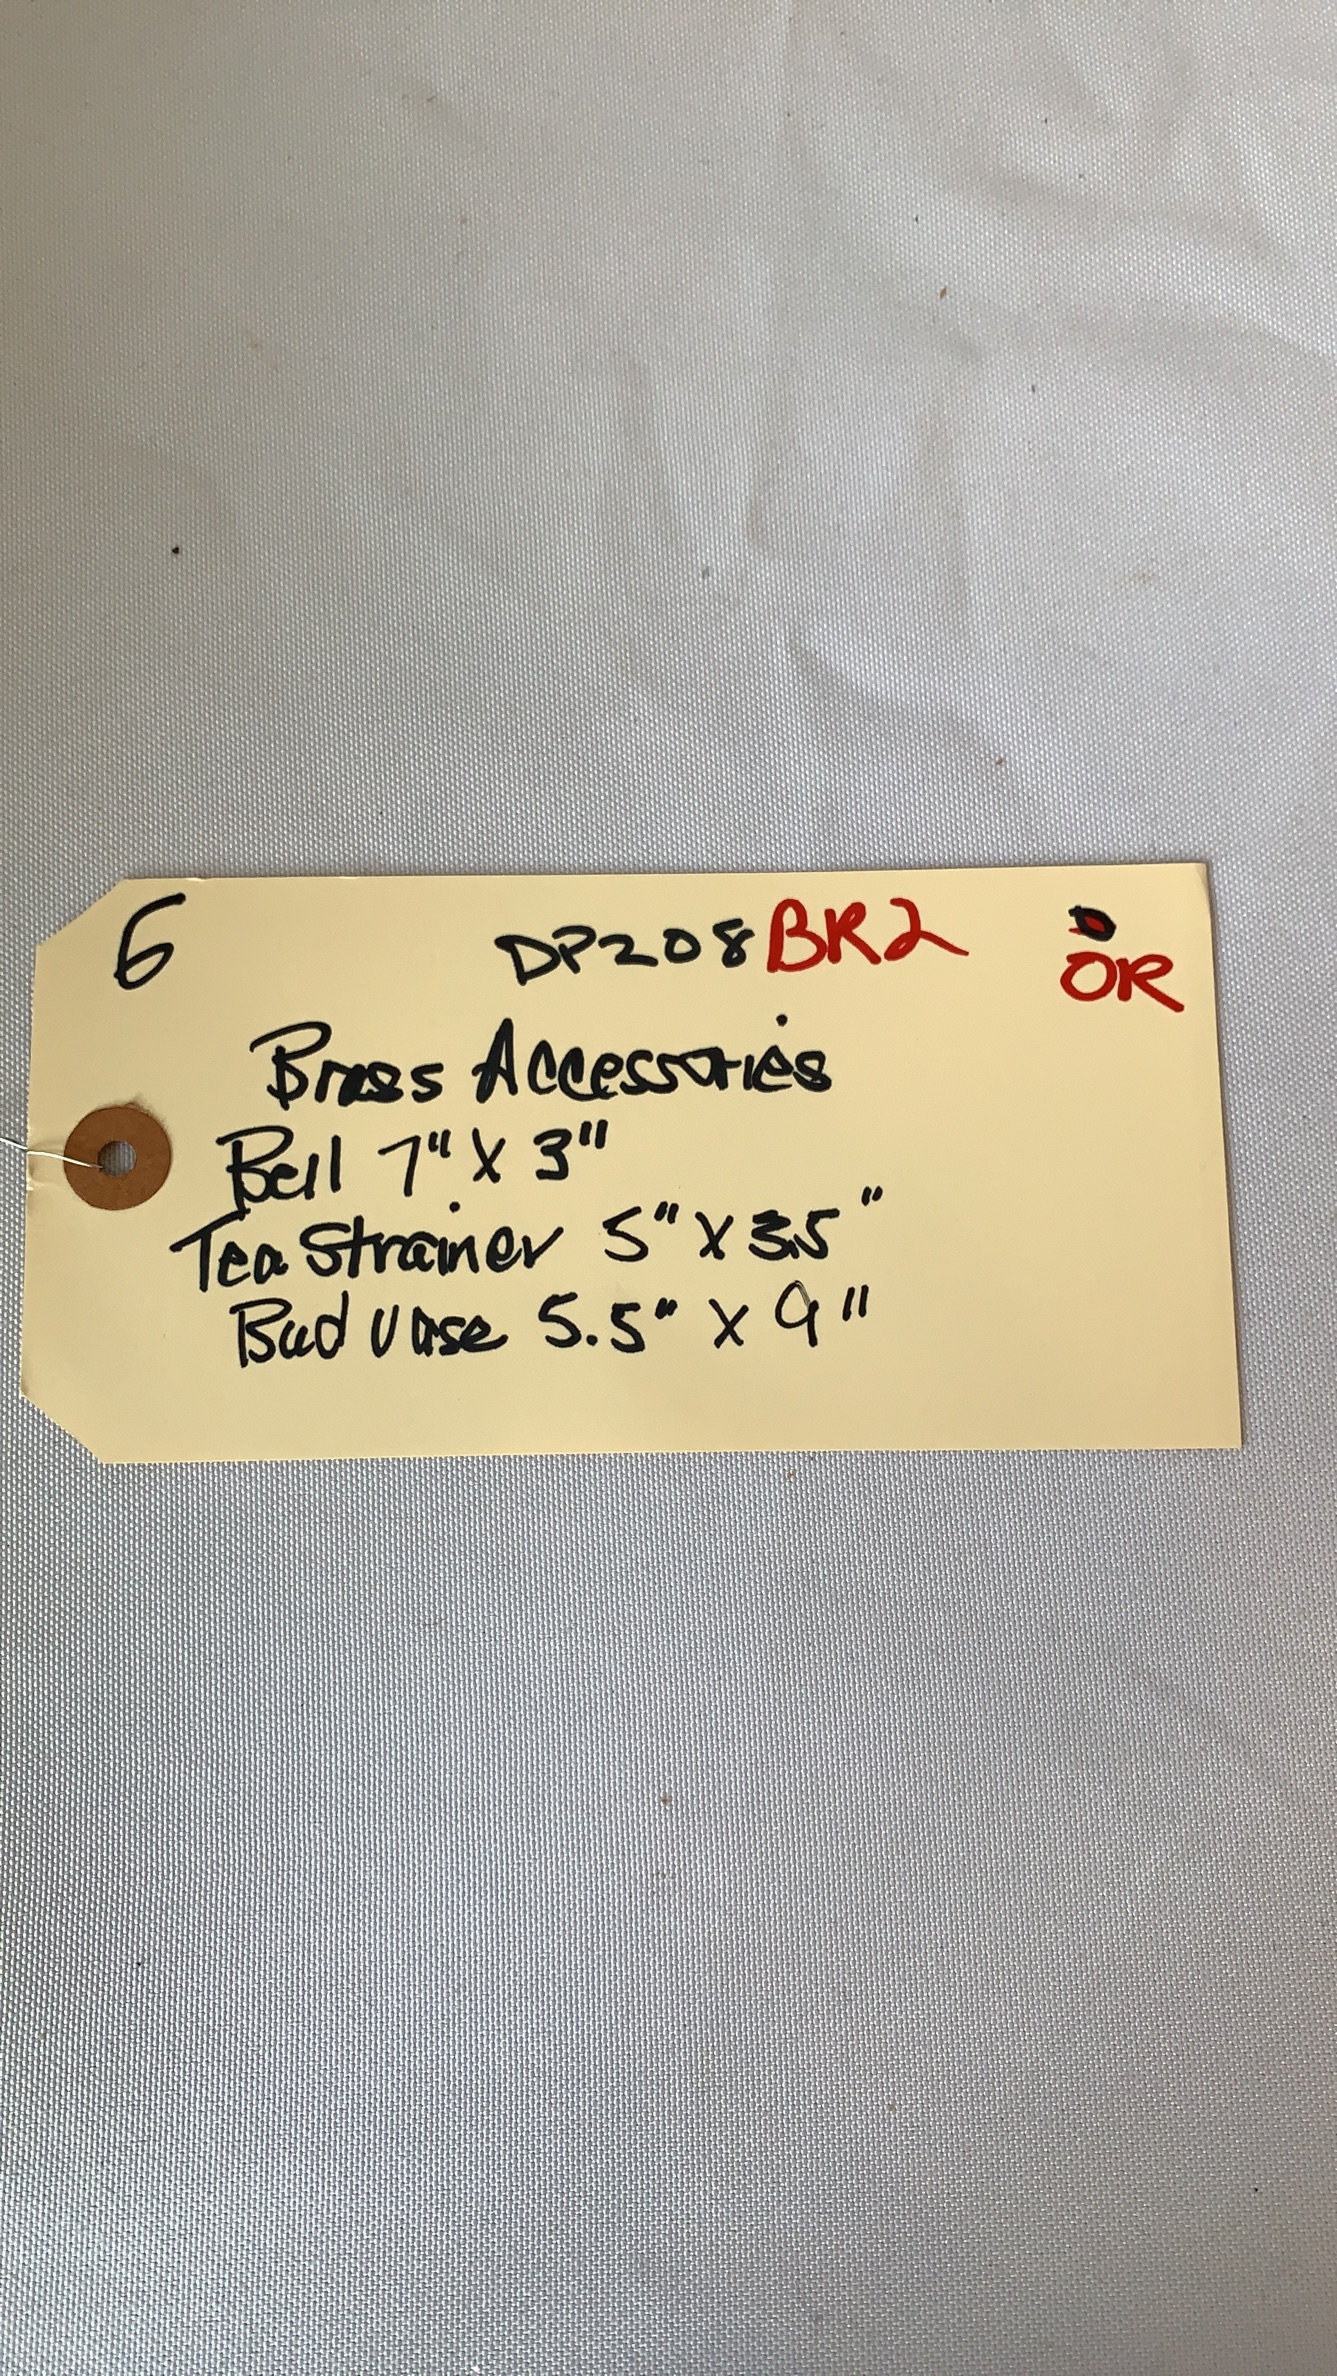 6 DP208 BR2 OR
Brass Accessories
Bell 7" X 3"
Tea Strainer 5" X 3.5"
Bud Vase 5.5" X 9"